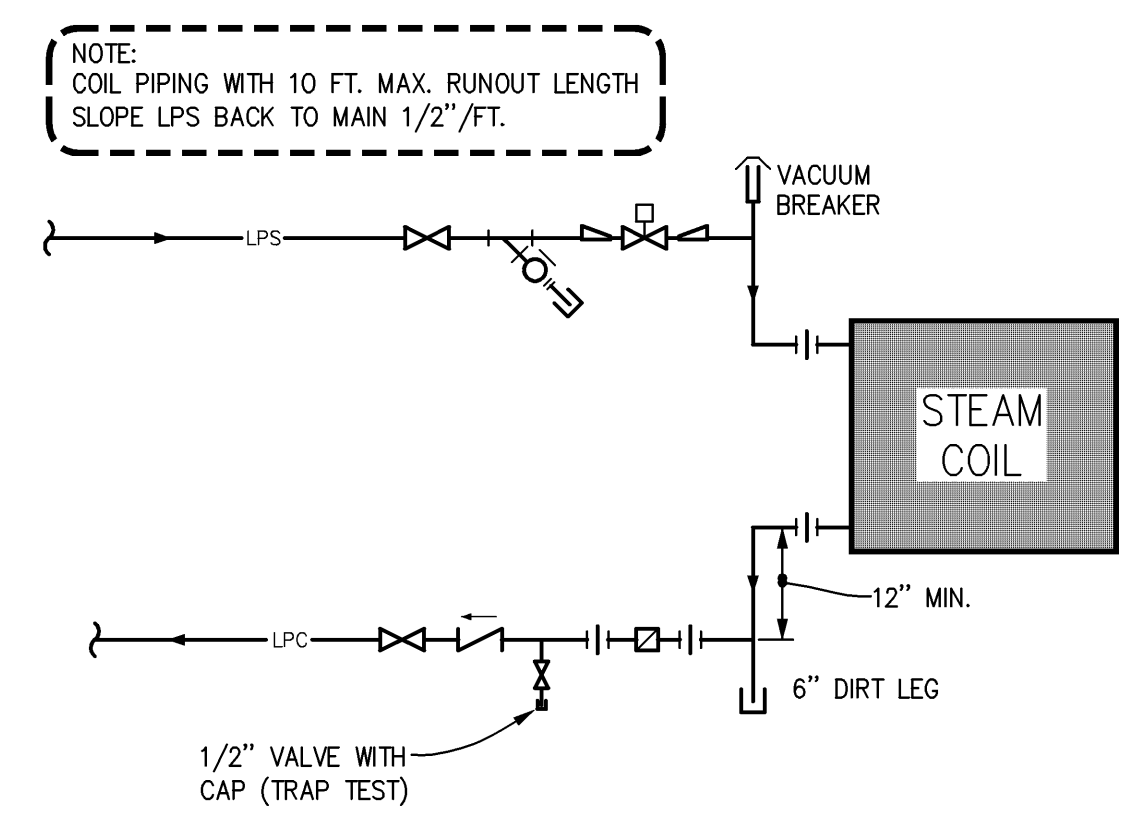 NOTE:
COIL PIPING WITH 10 FT. MAX. RUNOUT LENGTH
SLOPE LPS BACK TO MAIN 1/2"/FT.
VACUUM
BREAKER
LPS
STEAM
COIL
12" MIN.
LPC
6" DIRT LEG
1/2" VALVE WITH
CAP (TRAP TEST)